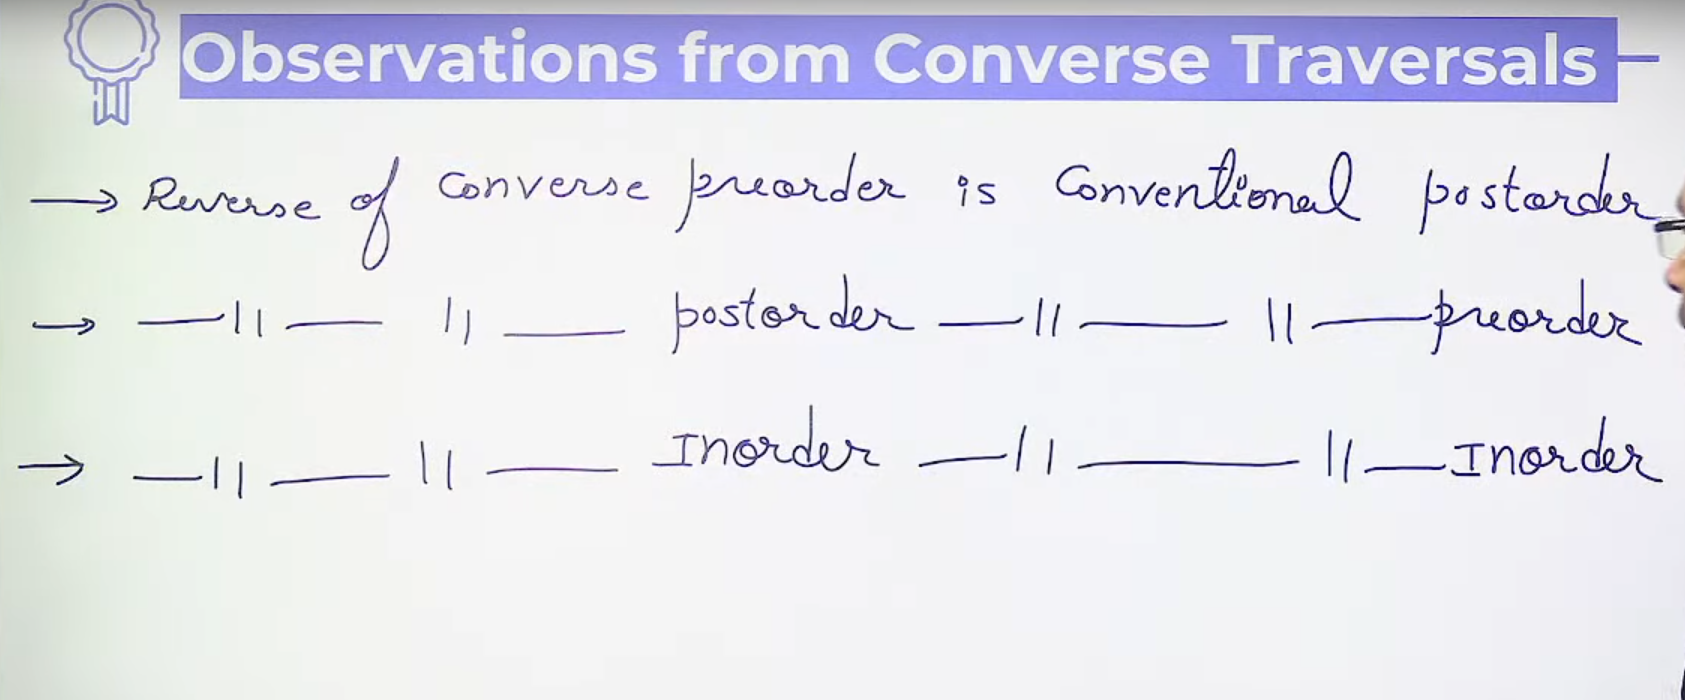 Observations from Converse Traversals
→ Reverse of converse preorder is Conventional postorder
→ —||— || — postorder —||— || — preorder
→ —||— || — Inorder —||— || — Inorder